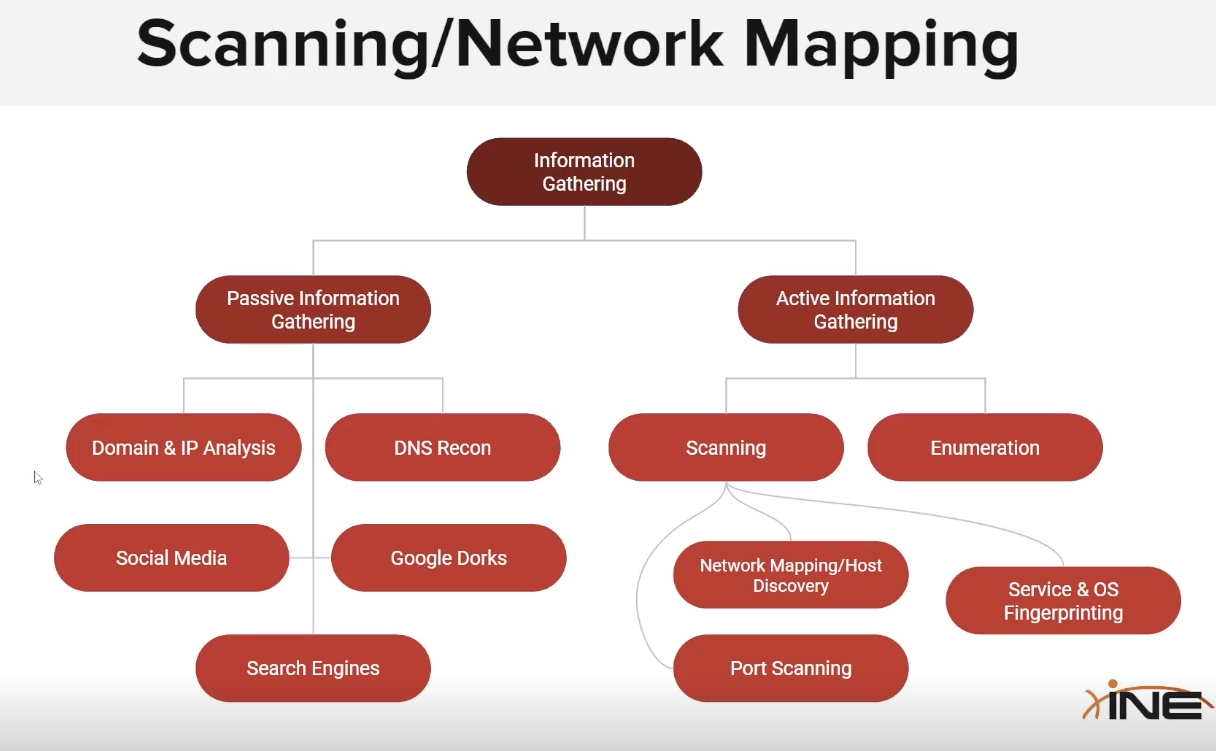 Scanning/Network Mapping
Information
Gathering
Passive Information
Gathering
Active Information
Gathering
Domain & IP Analysis
DNS Recon
Scanning
Enumeration
Social Media
Google Dorks
Network Mapping/Host
Discovery
Service & OS
Fingerprinting
Search Engines
Port Scanning
INE